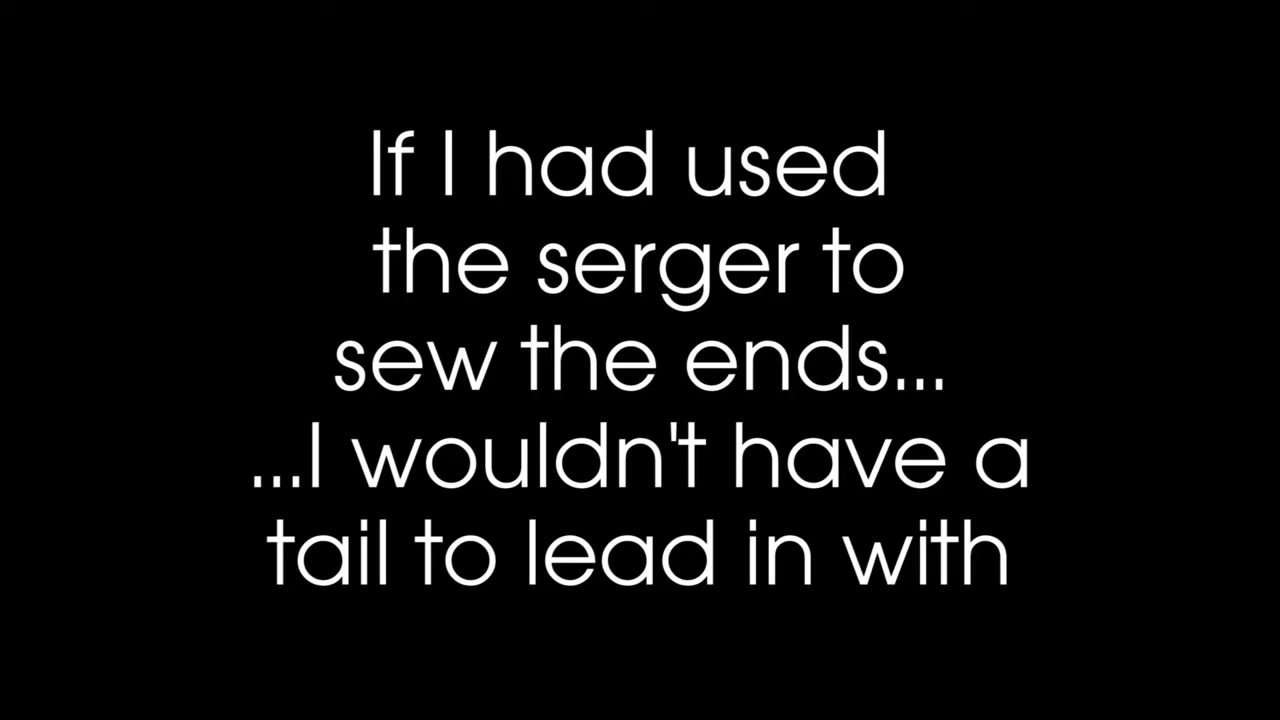 If I had used
the serger to
sew the ends...
...I wouldn't have a
tail to lead in with